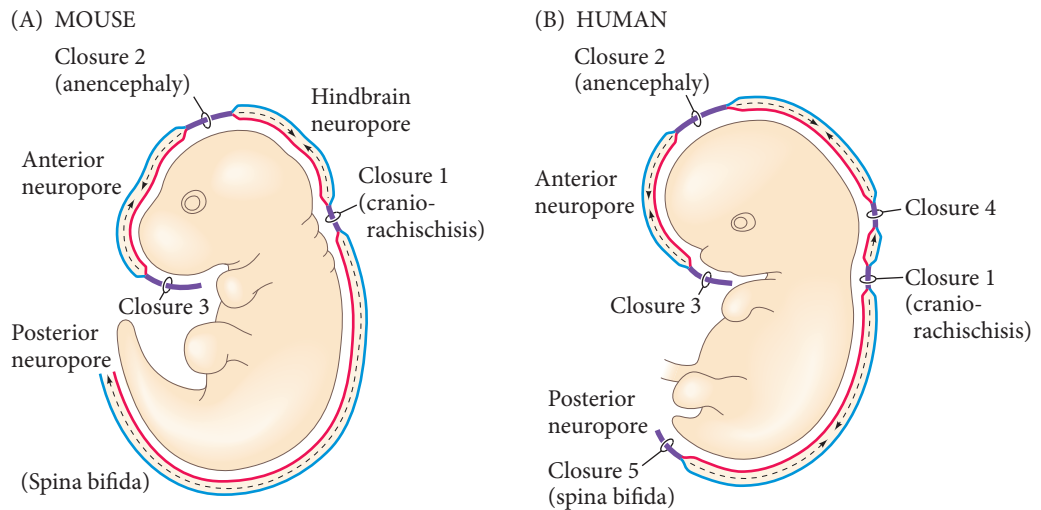 (A) MOUSE
Closure 2
(anencephaly)
Hindbrain
neuropore
Anterior
neuropore
Closure 1
(cranio-
rachischisis)
Closure 3
Posterior
neuropore
(Spina bifida)
(B) HUMAN
Closure 2
(anencephaly)
Anterior
neuropore
Closure 4
Closure 3
Closure 1
(cranio-
rachischisis)
Posterior
neuropore
Closure 5
(spina bifida)